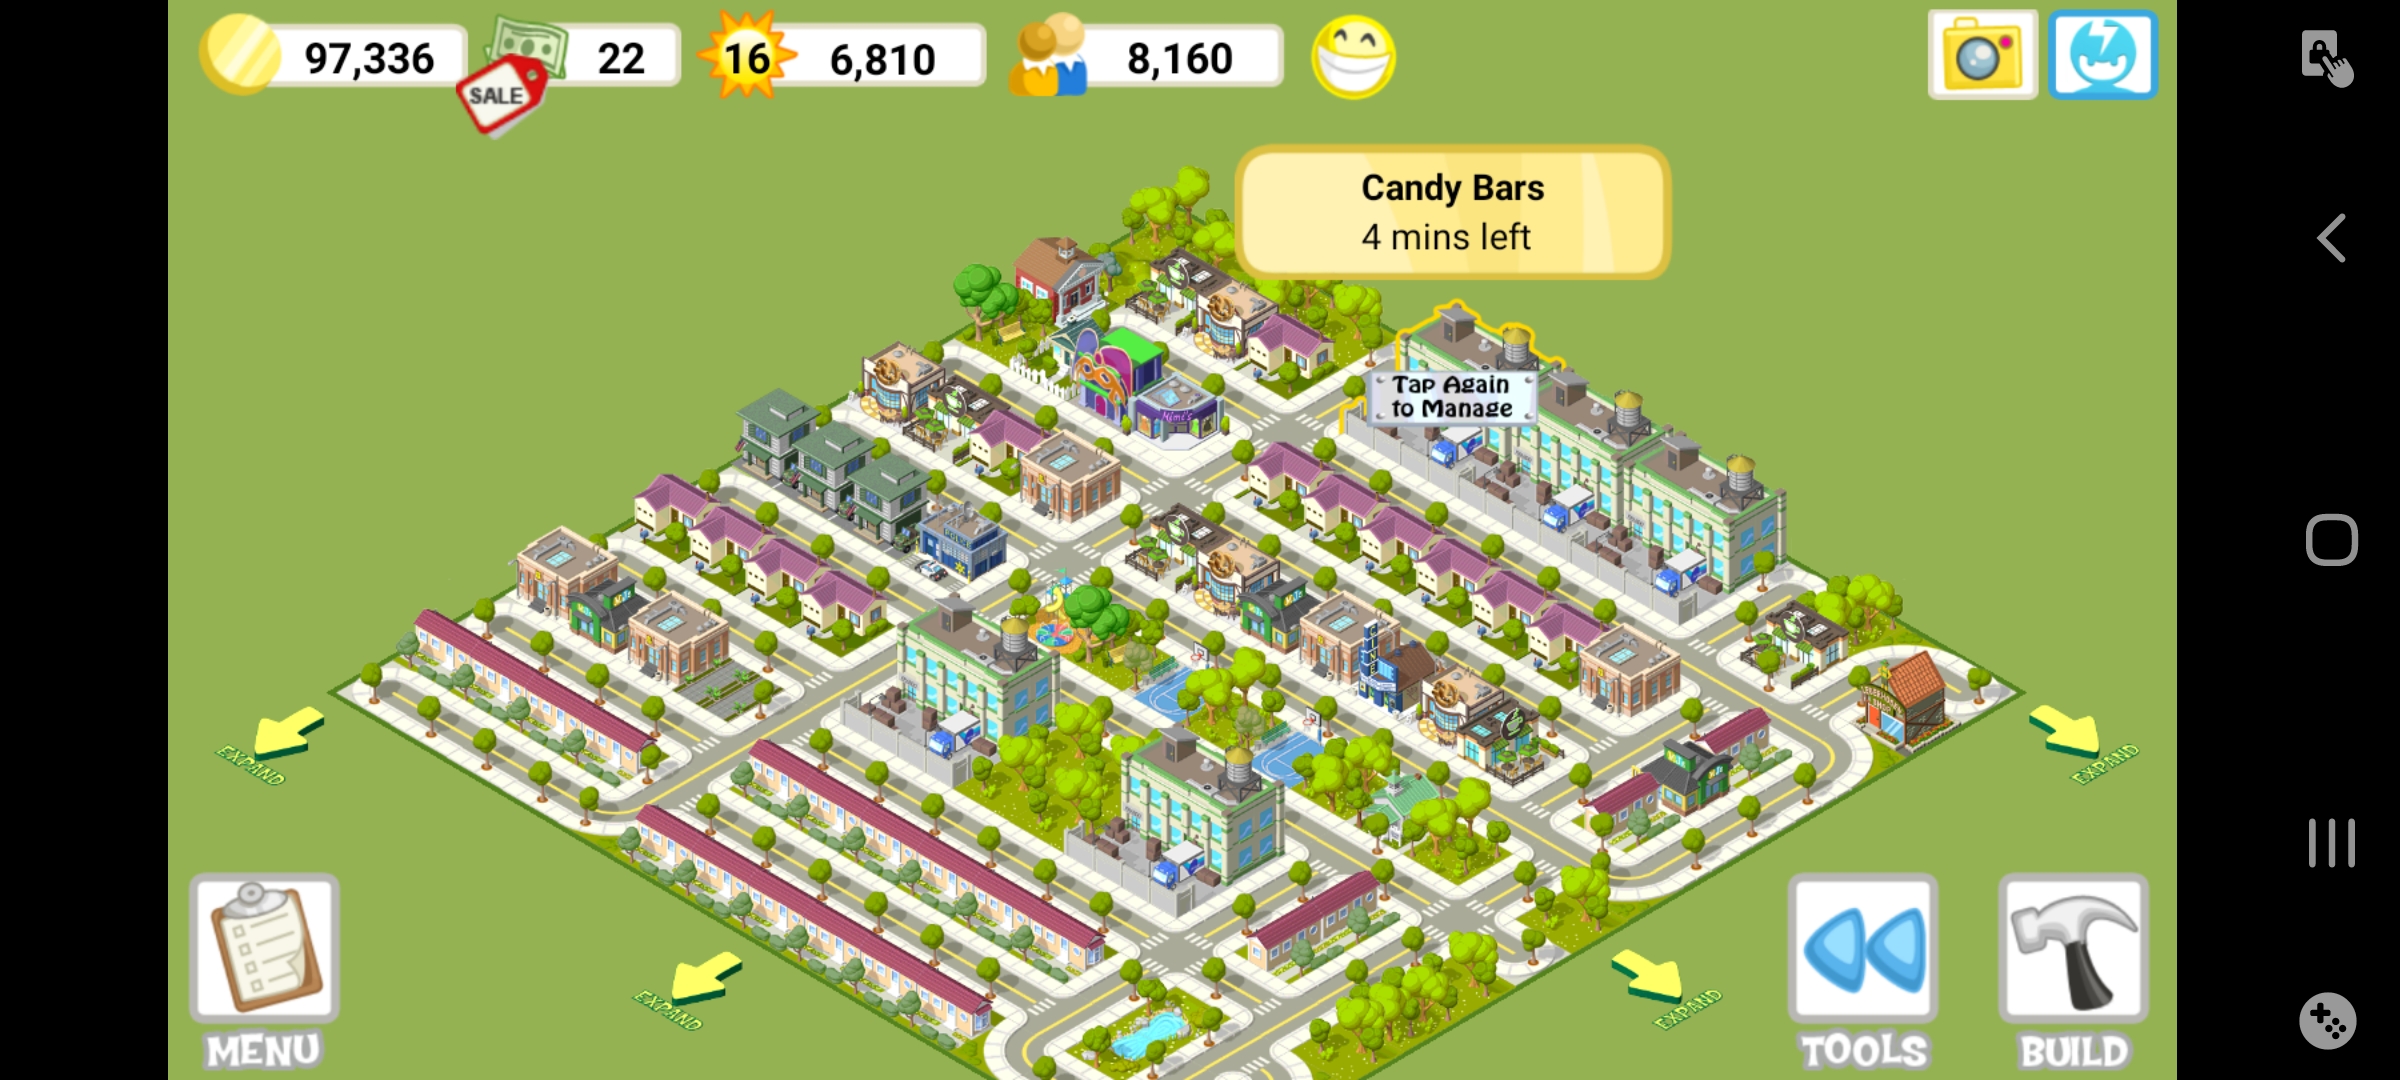 97,336
22
16
6,810
8,160
SALE
Candy Bars
4 mins left
Tap Again
to Manage
Mimi's
EXPAND
EXPAND
EXPAND
EXPAND
MENU
TOOLS
BUILD